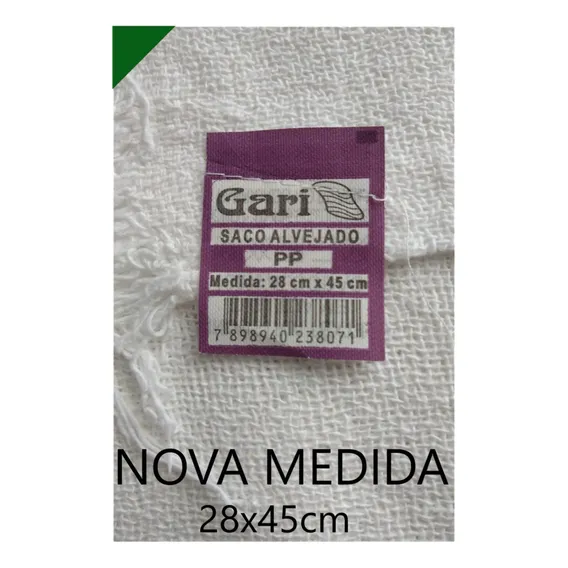 Gari
SACO ALVEJADO
PP
Medida: 28 cm x 45 cm
7 898940 238071
NOVA MEDIDA
28x45cm